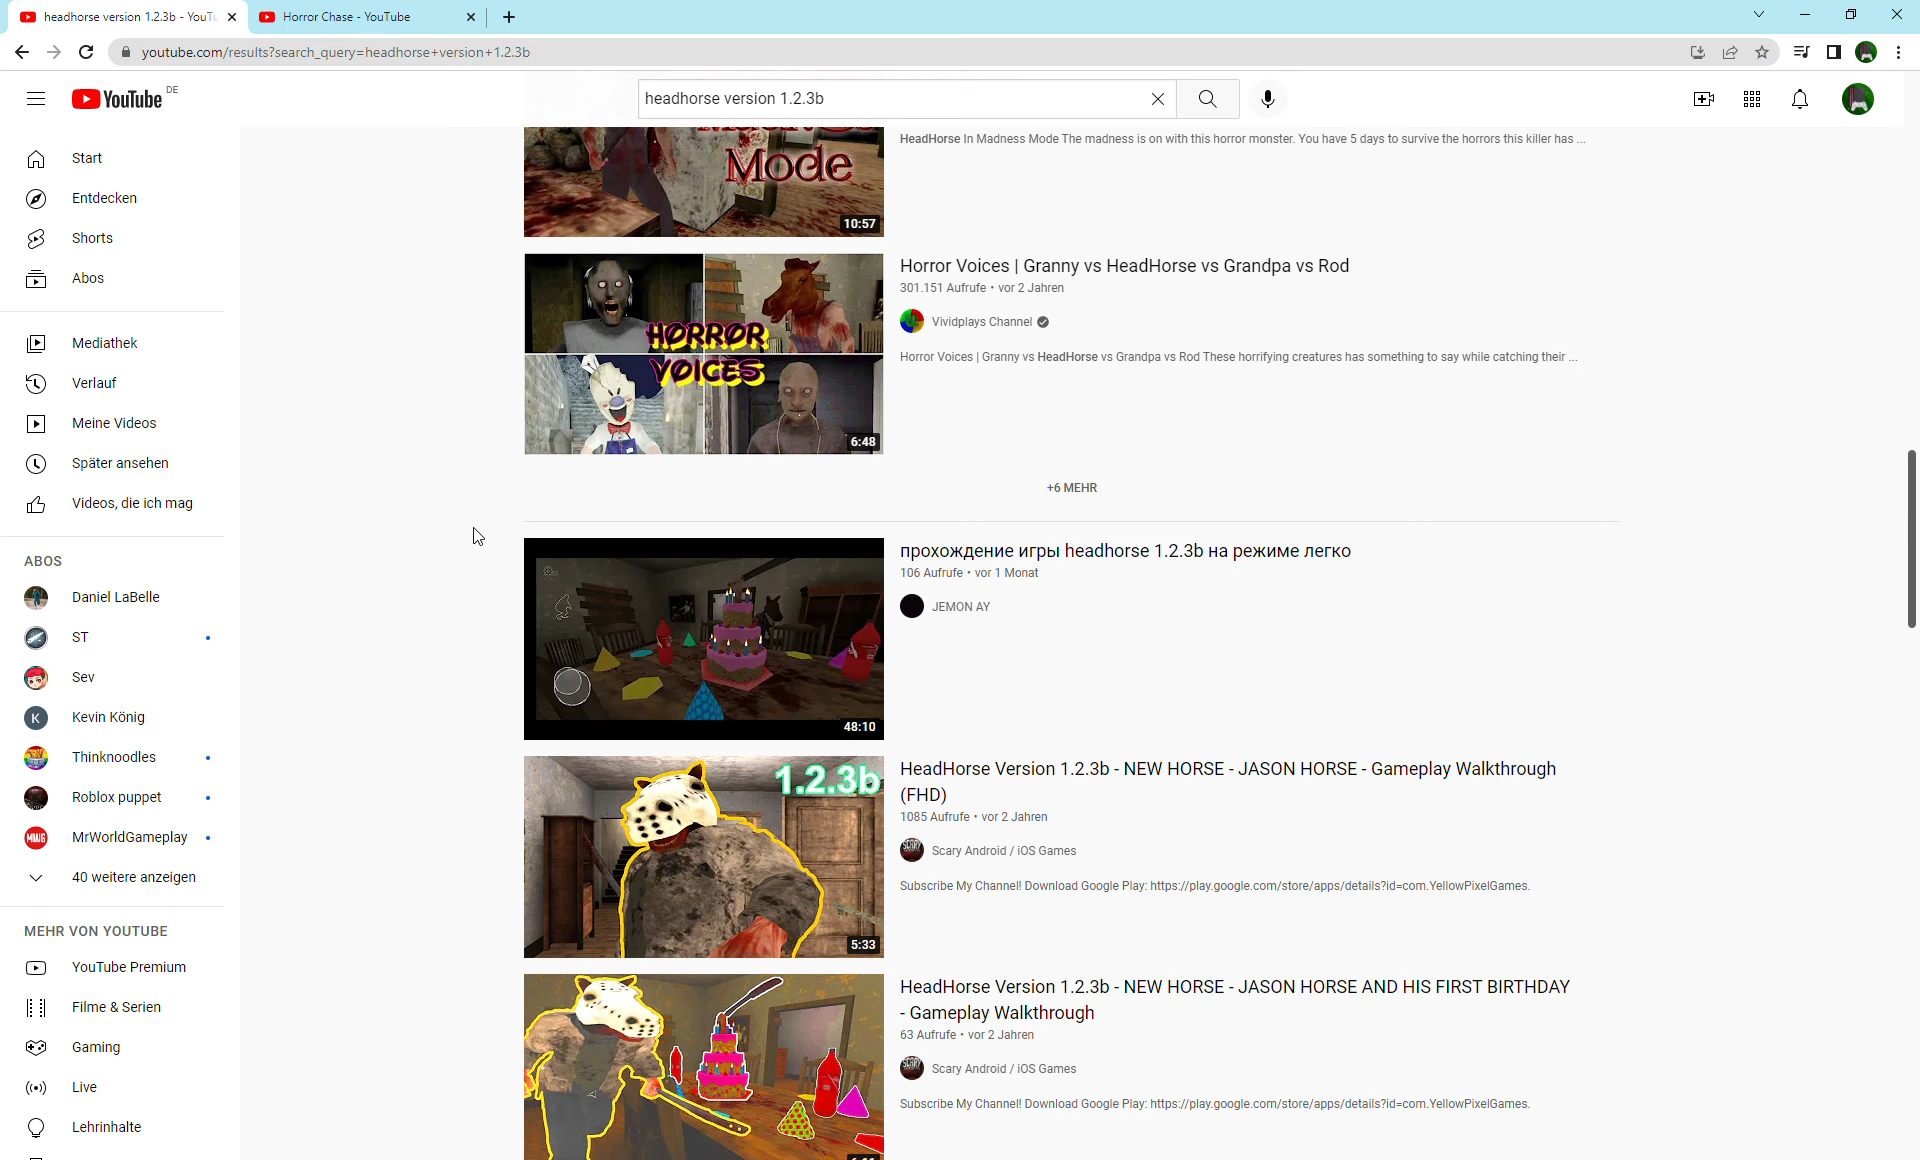 headhorse version 1.2.3b - YouTu
Horror Chase - YouTube
youtube.com/results?search_query=headhorse+version+1.2.3b
YouTube DE
headhorse version 1.2.3b
Start
Entdecken
Shorts
Abos
Mediathek
Verlauf
Meine Videos
Später ansehen
Videos, die ich mag
ABOS
Daniel LaBelle
ST
Sev
K
Kevin König
Thinknoodles
Roblox puppet
MWG
MrWorldGameplay
40 weitere anzeigen
MEHR VON YOUTUBE
YouTube Premium
Filme & Serien
Gaming
Live
Lehrinhalte
Mode
10:57
HeadHorse In Madness Mode The madness is on with this horror monster. You have 5 days to survive the horrors this killer has ...
HORROR
VOICES
6:48
Horror Voices | Granny vs HeadHorse vs Grandpa vs Rod
301.151 Aufrufe • vor 2 Jahren
Vividplays Channel
Horror Voices | Granny vs HeadHorse vs Grandpa vs Rod These horrifying creatures has something to say while catching their ...
+6 MEHR
48:10
прохождение игры headhorse 1.2.3b на режиме легко
106 Aufrufe • vor 1 Monat
JEMON AY
1.2.3b
5:33
HeadHorse Version 1.2.3b - NEW HORSE - JASON HORSE - Gameplay Walkthrough
(FHD)
1085 Aufrufe • vor 2 Jahren
SCARY
Scary Android / iOS Games
Subscribe My Channel! Download Google Play: https://play.google.com/store/apps/details?id=com.YellowPixelGames.
HeadHorse Version 1.2.3b - NEW HORSE - JASON HORSE AND HIS FIRST BIRTHDAY
- Gameplay Walkthrough
63 Aufrufe • vor 2 Jahren
SCARY
Scary Android / iOS Games
Subscribe My Channel! Download Google Play: https://play.google.com/store/apps/details?id=com.YellowPixelGames.